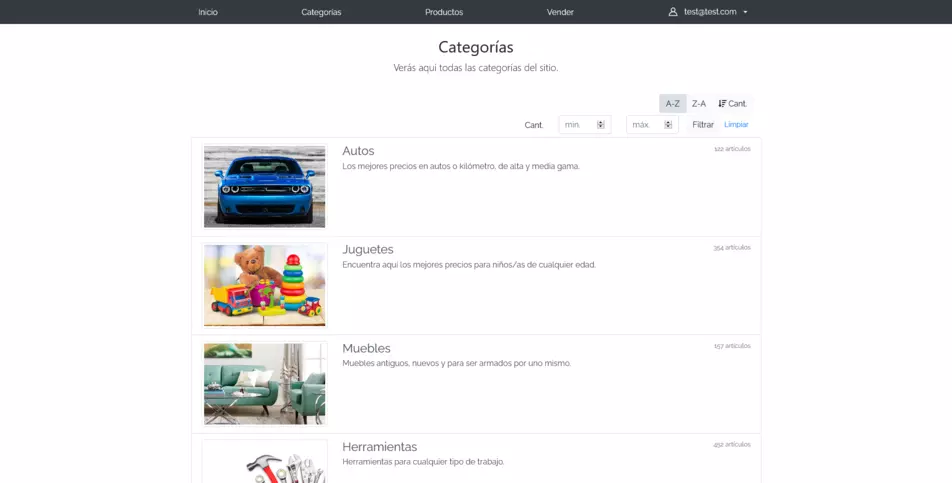 Inicio
Categorías
Productos
Vender
test@test.com
Categorías
Verás aquí todas las categorías del sitio.
A-Z
Z-A
Cant.
Cant.
min.
máx.
Filtrar
Limpiar
Autos
122 artículos
Los mejores precios en autos 0 kilómetro, de alta y media gama.
Juguetes
354 artículos
Encuentra aquí los mejores precios para niños/as de cualquier edad.
Muebles
157 artículos
Muebles antiguos, nuevos y para ser armados por uno mismo.
Herramientas
452 artículos
Herramientas para cualquier tipo de trabajo.